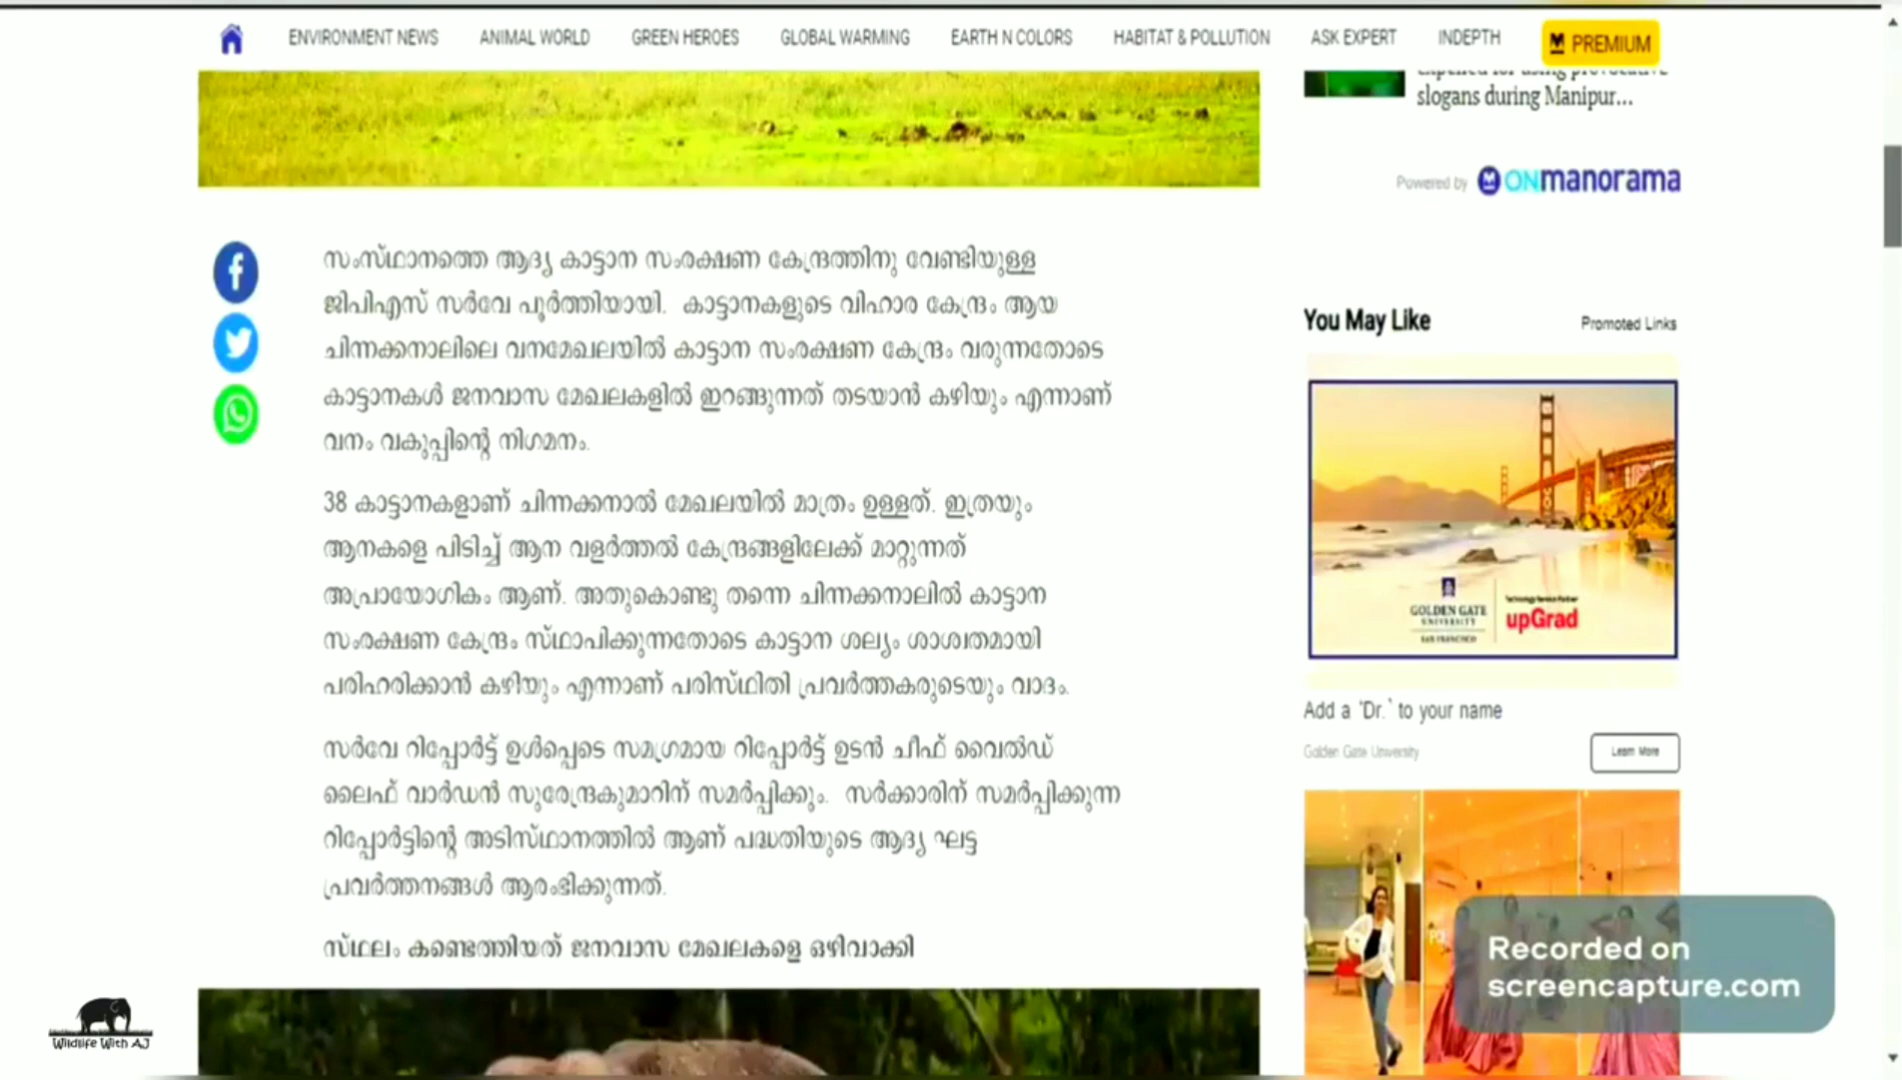 ENVIRONMENT NEWS ANIMAL WORLD GREEN HEROES GLOBAL WARMING EARTH N COLORS HABITAT & POLLUTION ASK EXPERT INDEPTH PREMIUM
slogans during Manipur...
Powered by ONmanorama
സംസ്ഥാനത്തെ ആദ്യ കാട്ടാന സംരക്ഷണ കേന്ദ്രത്തിനു വേണ്ടിയുള്ള
ജിപിഎസ് സർവേ പൂർത്തിയായി. കാട്ടാനകളുടെ വിഹാര കേന്ദ്രം ആയ
ചിന്നക്കനാലിലെ വനമേഖലയിൽ കാട്ടാന സംരക്ഷണ കേന്ദ്രം വരുന്നതോടെ
കാട്ടാനകൾ ജനവാസ മേഖലകളിൽ ഇറങ്ങുന്നത് തടയാൻ കഴിയും എന്നാണ്
വനം വകുപ്പിന്റെ നിഗമനം.
38 കാട്ടാനകളാണ് ചിന്നക്കനാൽ മേഖലയിൽ മാത്രം ഉള്ളത്. ഇത്രയും
ആനകളെ പിടിച്ച് ആന വളർത്തൽ കേന്ദ്രങ്ങളിലേക്ക് മാറ്റുന്നത്
അപ്രായോഗികം ആണ്. അതുകൊണ്ടു തന്നെ ചിന്നക്കനാലിൽ കാട്ടാന
സംരക്ഷണ കേന്ദ്രം സ്ഥാപിക്കുന്നതോടെ കാട്ടാന ശല്യം ശാശ്വതമായി
പരിഹരിക്കാൻ കഴിയും എന്നാണ് പരിസ്ഥിതി പ്രവർത്തകരുടെയും വാദം.
സർവേ റിപ്പോർട്ട് ഉൾപ്പെടെ സമഗ്രമായ റിപ്പോർട്ട് ഉടൻ ചീഫ് വൈൽഡ്
ലൈഫ് വാർഡൻ സുരേന്ദ്രകുമാറിന് സമർപ്പിക്കും. സർക്കാരിന് സമർപ്പിക്കുന്ന
റിപ്പോർട്ടിന്റെ അടിസ്ഥാനത്തിൽ ആണ് പദ്ധതിയുടെ ആദ്യ ഘട്ട
പ്രവർത്തനങ്ങൾ ആരംഭിക്കുന്നത്.
സ്ഥലം കണ്ടെത്തിയത് ജനവാസ മേഖലകളെ ഒഴിവാക്കി
You May Like Promoted Links
GOLDEN GATE
UNIVERSITY
SAN FRANCISCO
upGrad
Add a 'Dr.' to your name
Golden Gate University
Learn More
Recorded on
screencapture.com
Wildlife With AJ